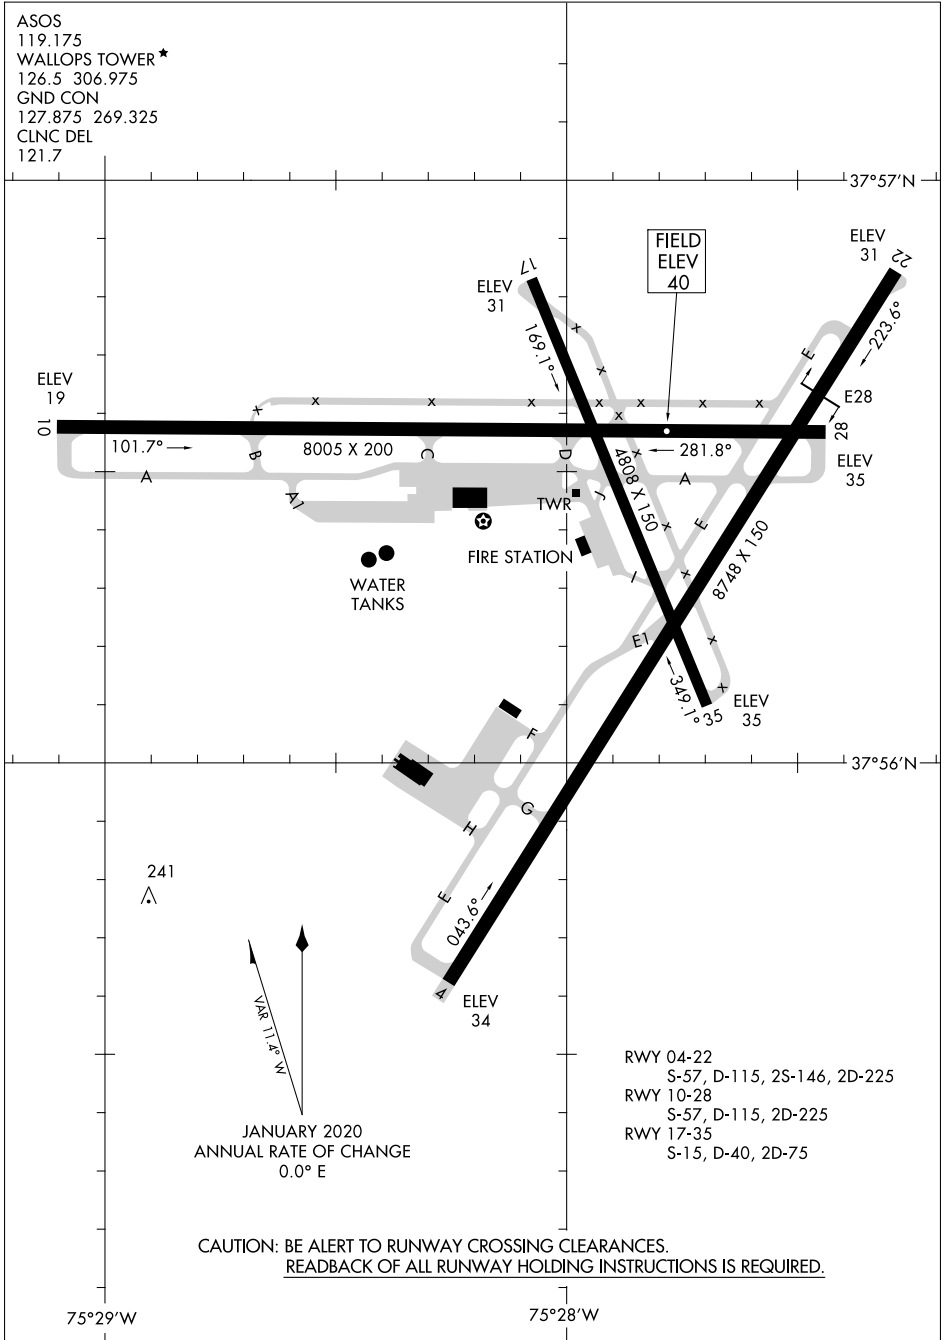 ASOS
119.175
WALLOPS TOWER★
126.5 306.975
GND CON
127.875 269.325
CLNC DEL
121.7
37°57'N
FIELD
ELEV
40
ELEV
31
22
17
ELEV
31
223.6°
169.1°
E
ELEV
19
E28
10
28
101.7°
8005 X 200
281.8°
B
C
D
ELEV
35
A
A
A1
4808 X 150
J
TWR
E
8748 X 150
FIRE STATION
WATER
TANKS
I
E1
349.1°
35
ELEV
35
F
37°56'N
G
H
241
E
043.6°
4
ELEV
34
VAR 11.4° W
JANUARY 2020
ANNUAL RATE OF CHANGE
0.0° E
RWY 04-22
S-57, D-115, 2S-146, 2D-225
RWY 10-28
S-57, D-115, 2D-225
RWY 17-35
S-15, D-40, 2D-75
CAUTION: BE ALERT TO RUNWAY CROSSING CLEARANCES.
READBACK OF ALL RUNWAY HOLDING INSTRUCTIONS IS REQUIRED.
75°29'W
75°28'W